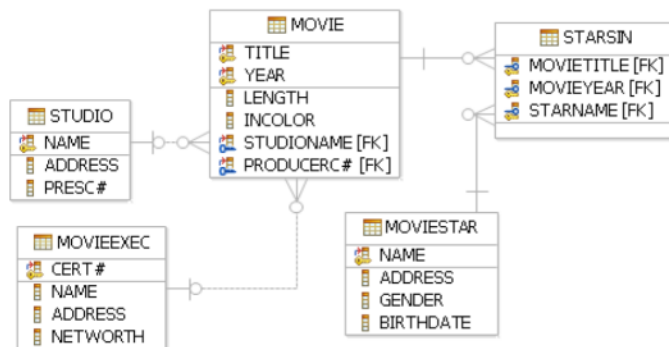 MOVIE
TITLE
YEAR
LENGTH
INCOLOR
STUDIONAME [FK]
PRODUCERC# [FK]
STARSIN
MOVIETITLE [FK]
MOVIEYEAR [FK]
STARNAME [FK]
STUDIO
NAME
ADDRESS
PRESC#
MOVIEEXEC
CERT#
NAME
ADDRESS
NETWORTH
MOVIESTAR
NAME
ADDRESS
GENDER
BIRTHDATE